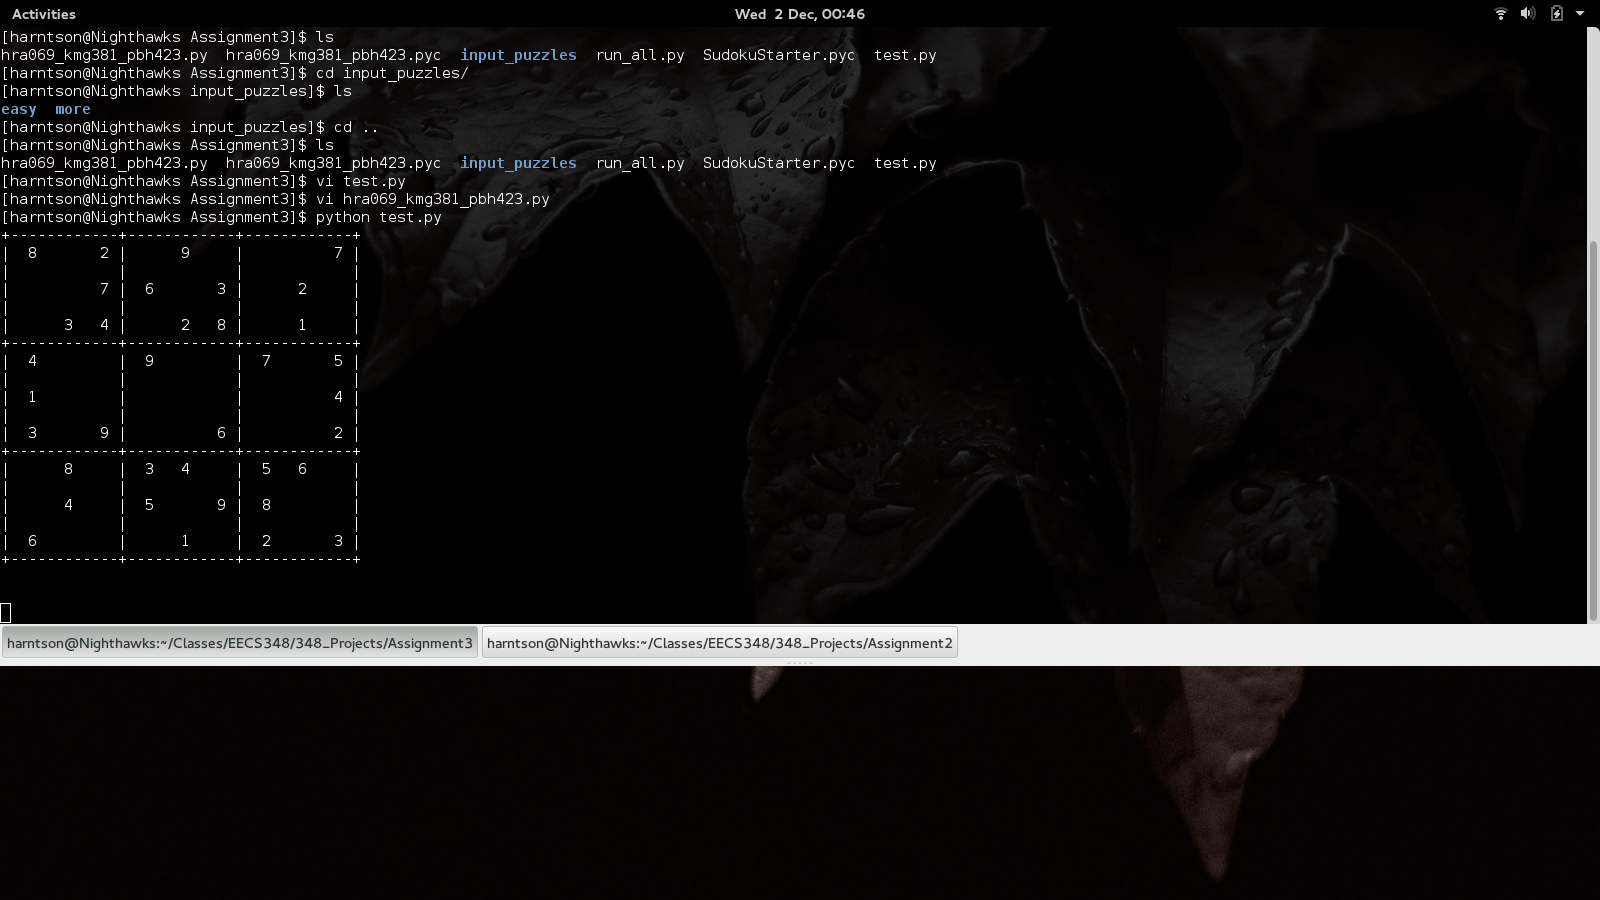 Activities Wed 2 Dec, 00:46
[harntson@Nighthawks Assignment3]$ ls
hra069_kmg381_pbh423.py  hra069_kmg381_pbh423.pyc  input_puzzles  run_all.py  SudokuStarter.pyc  test.py
[harntson@Nighthawks Assignment3]$ cd input_puzzles/
[harntson@Nighthawks input_puzzles]$ ls
easy  more
[harntson@Nighthawks input_puzzles]$ cd ..
[harntson@Nighthawks Assignment3]$ ls
hra069_kmg381_pbh423.py  hra069_kmg381_pbh423.pyc  input_puzzles  run_all.py  SudokuStarter.pyc  test.py
[harntson@Nighthawks Assignment3]$ vi test.py
[harntson@Nighthawks Assignment3]$ vi hra069_kmg381_pbh423.py
[harntson@Nighthawks Assignment3]$ python test.py
+------------+------------+------------+
|  8       2 |      9     |          7 |
|            |            |            |
|          7 |  6       3 |      2     |
|            |            |            |
|      3   4 |      2   8 |      1     |
+------------+------------+------------+
|  4         |  9         |  7       5 |
|            |            |            |
|  1         |            |          4 |
|            |            |            |
|  3       9 |          6 |          2 |
+------------+------------+------------+
|      8     |  3   4     |  5   6     |
|            |            |            |
|      4     |  5       9 |  8         |
|            |            |            |
|  6         |      1     |  2       3 |
+------------+------------+------------+
harntson@Nighthawks:~/Classes/EECS348/348_Projects/Assignment3 harntson@Nighthawks:~/Classes/EECS348/348_Projects/Assignment2